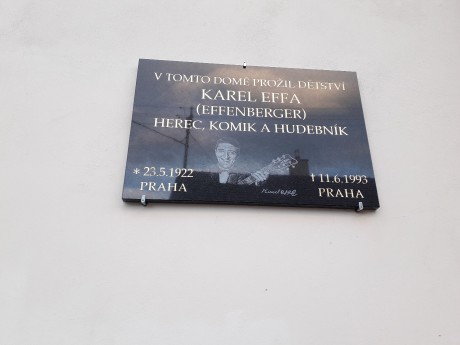 V TOMTO DOMĚ PROŽIL DĚTSTVÍ
KAREL EFFA
(EFFENBERGER)
HEREC, KOMIK A HUDEBNÍK
* 23.5.1922 † 11.6.1993
PRAHA PRAHA